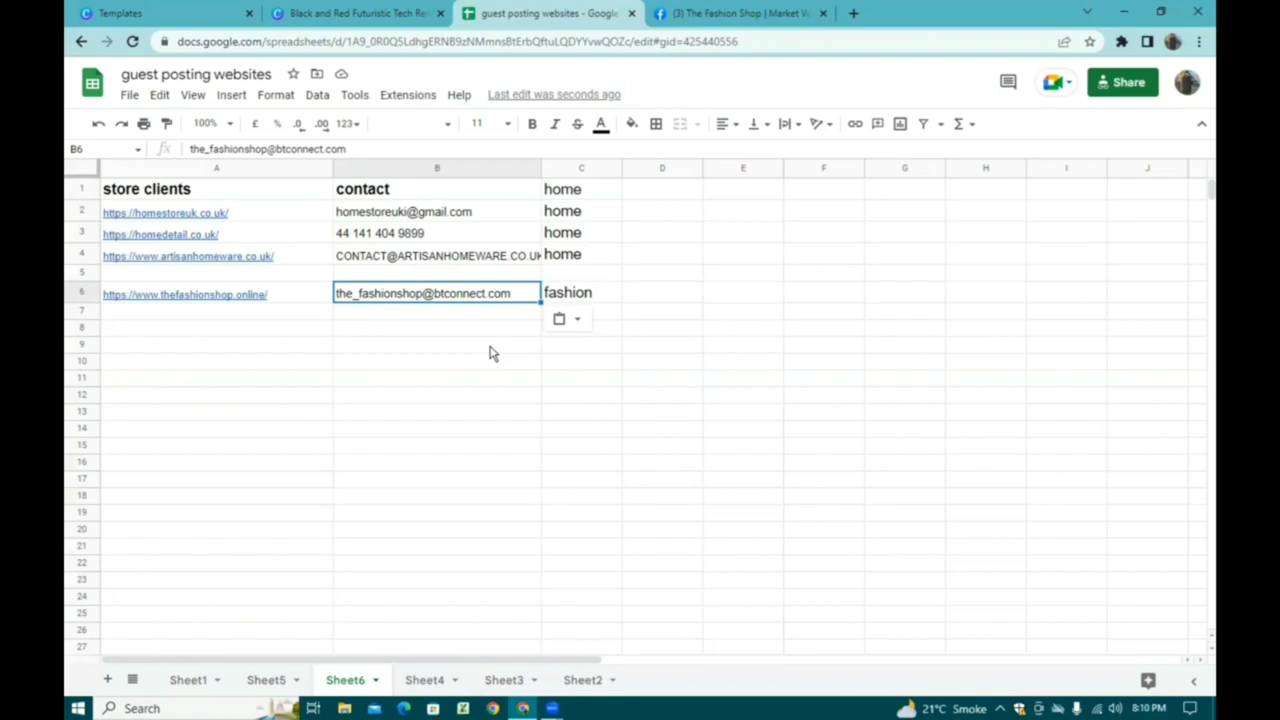 Templates
Black and Red Futuristic Tech Re
guest posting websites - Google
(3) The Fashion Shop | Market
docs.google.com/spreadsheets/d/1A9_0R0Q5LdhgERNB9zNMmnsBtErbQftuLQDYYvwQOZc/edit#gid=425440556
guest posting websites
File Edit View Insert Format Data Tools Extensions Help Last edit was seconds ago
Share
100% £ % .0 .00 123 11 B I S A
B6 fx the_fashionshop@btconnect.com
A B C D E F G H I J
1 store clients contact home
2 https://homestoreuk.co.uk/ homestoreuki@gmail.com home
3 https://homedetail.co.uk/ 44 141 404 9899 home
4 https://www.artisanhomeware.co.uk/ CONTACT@ARTISANHOMEWARE.CO.UK home
5
6 https://www.thefashionshop.online/ the_fashionshop@btconnect.com fashion
7
8
9
10
11
12
13
14
15
16
17
18
19
20
21
22
23
24
25
26
27
Sheet1 Sheet5 Sheet6 Sheet4 Sheet3 Sheet2
Search 21°C Smoke 8:10 PM